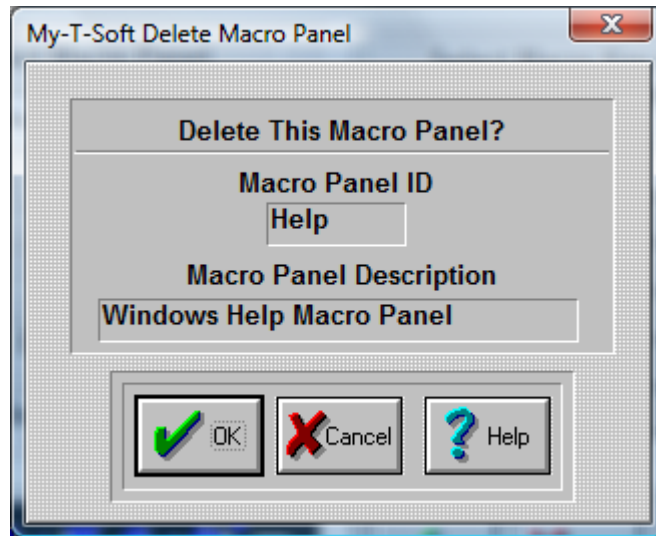 My-T-Soft Delete Macro Panel
Delete This Macro Panel?
Macro Panel ID
Help
Macro Panel Description
Windows Help Macro Panel
OK Cancel Help